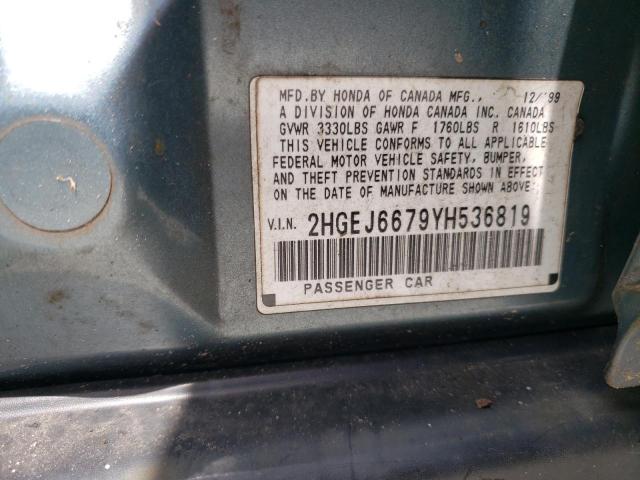 MFD. BY HONDA OF CANADA MFG., 12/99
A DIVISION OF HONDA CANADA INC. CANADA
GVWR 3330LBS GAWR F 1760LBS R 1610LBS
THIS VEHICLE CONFORMS TO ALL APPLICABLE
FEDERAL MOTOR VEHICLE SAFETY, BUMPER,
AND THEFT PREVENTION STANDARDS IN EFFECT
ON THE DATE OF MANUFACTURE SHOWN ABOVE.
V.I.N. 2HGEJ6679YH536819
PASSENGER CAR